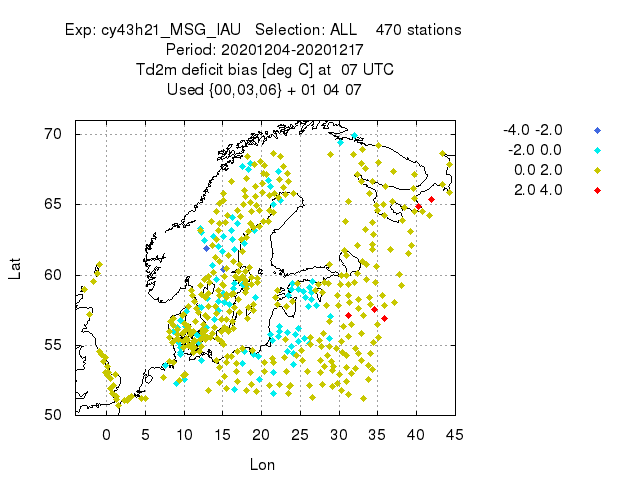 Exp: cy43h21_MSG_IAU   Selection: ALL    470 stations
Period: 20201204-20201217
Td2m deficit bias [deg C] at  07 UTC
Used {00,03,06} + 01 04 07
-4.0 -2.0
-2.0 0.0
0.0 2.0
2.0 4.0
70
65
60
55
50
Lat
0 5 10 15 20 25 30 35 40 45
Lon